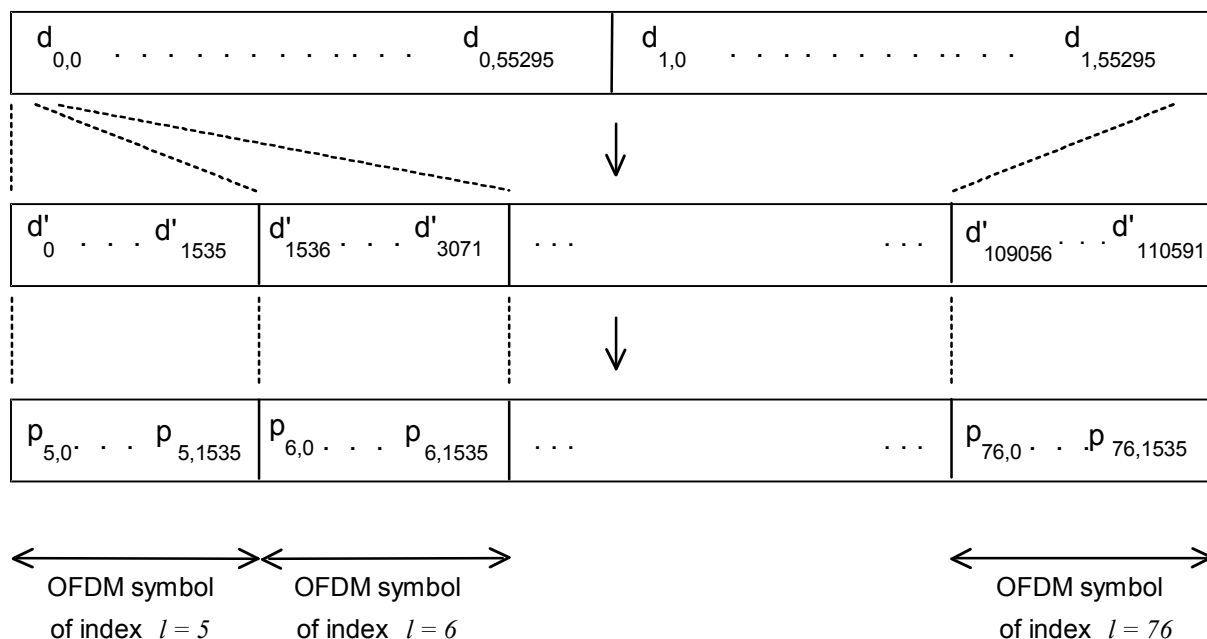 d0,0 . . . . . . . . . . . . d0,55295 d1,0 . . . . . . . . . . . . d1,55295
d'0 . . . d'1535 d'1536 . . . d'3071 ... ... d'109056 . . . d'110591
p5,0 . . . p5,1535 p6,0 . . . p6,1535 ... ... p76,0 . . . p76,1535
OFDM symbol OFDM symbol OFDM symbol
of index l = 5 of index l = 6 of index l = 76